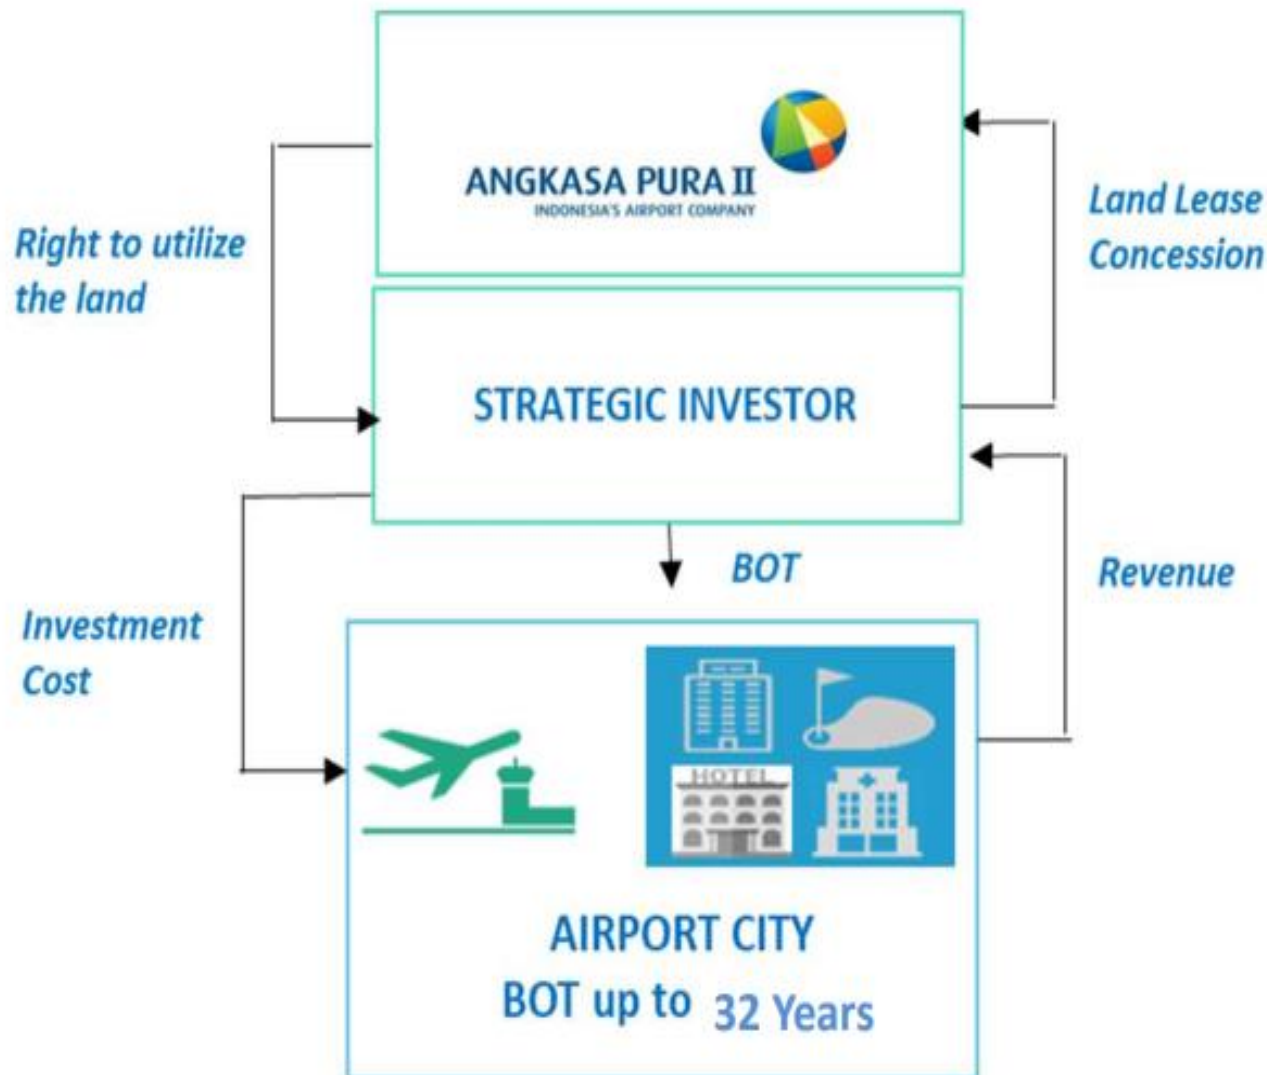 ANGKASA PURA II
INDONESIA'S AIRPORT COMPANY
Right to utilize
the land
Land Lease
Concession
STRATEGIC INVESTOR
BOT
Revenue
Investment
Cost
HOTEL
AIRPORT CITY
BOT up to 32 Years